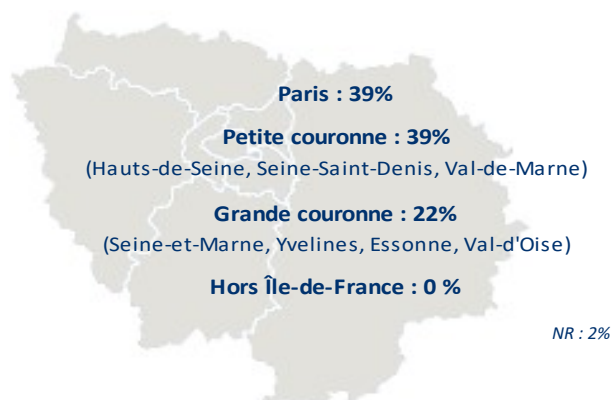 Paris : 39%
Petite couronne : 39%
(Hauts-de-Seine, Seine-Saint-Denis, Val-de-Marne)
Grande couronne : 22%
(Seine-et-Marne, Yvelines, Essonne, Val-d'Oise)
Hors Île-de-France : 0 %
NR : 2%